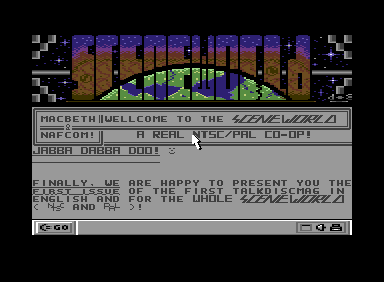 SCENEWORLD
MACBETH WELLCOME TO THE SCENEWORLD
NAFCOM! A REAL NTSC/PAL CO-OP!
JABBA DABBA DOO!
FINALLY, WE ARE HAPPY TO PRESENT YOU THE
FIRST ISSUE OF THE FIRST TALKDISCMAG IN
ENGLISH AND FOR THE WHOLE SCENEWORLD
( NTSC AND PAL )!
GO